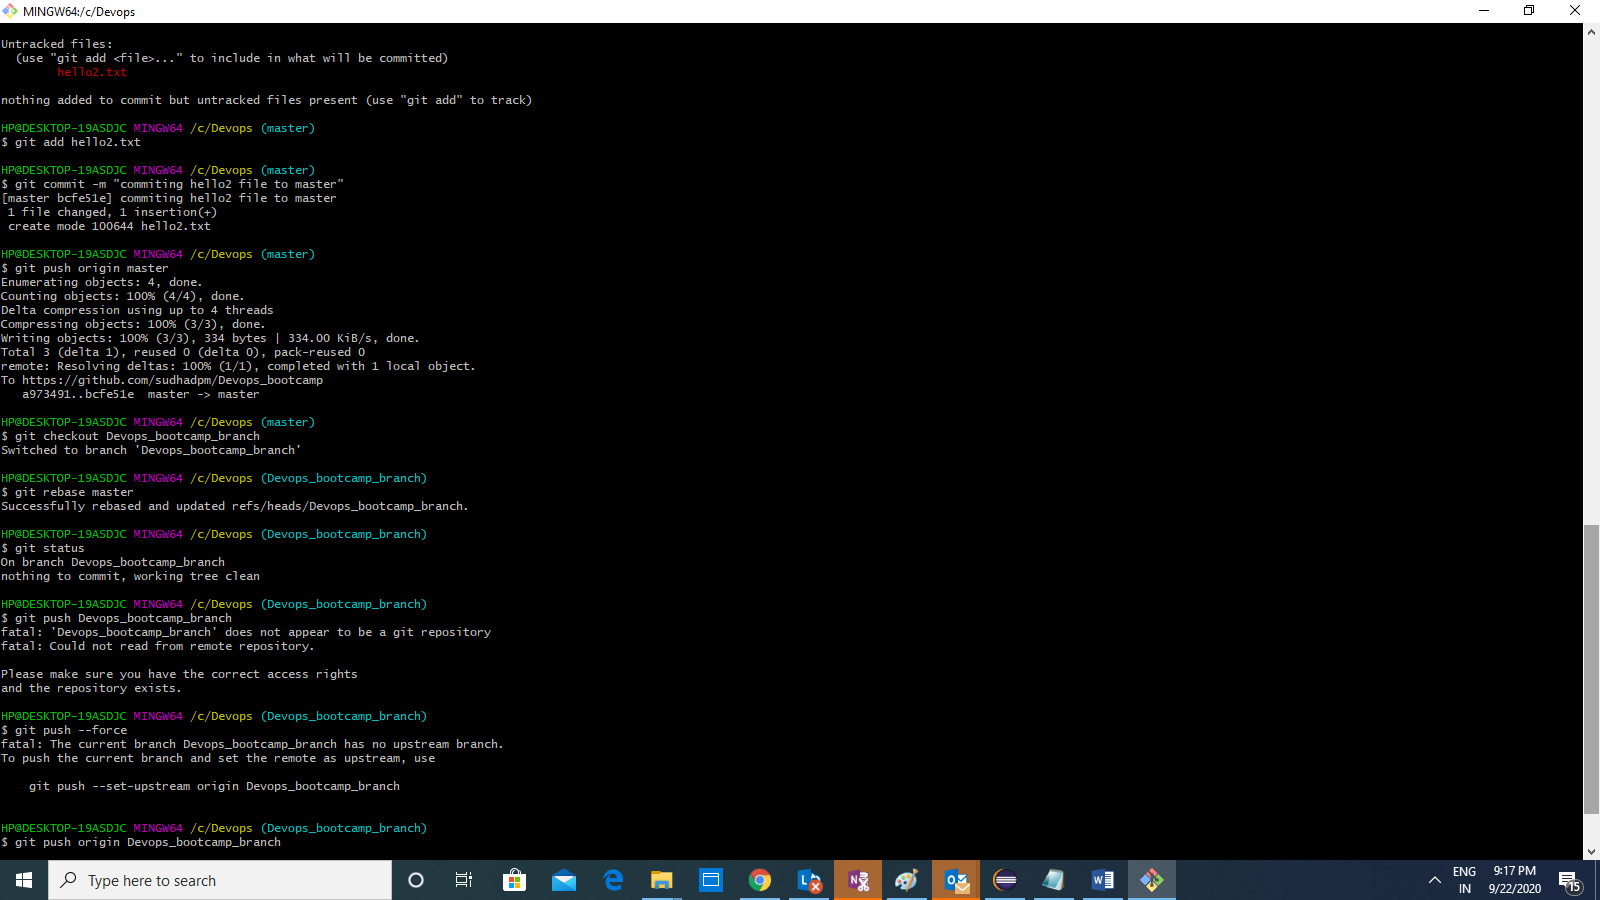 MINGW64:/c/Devops
Untracked files:
(use "git add <file>..." to include in what will be committed)
hello2.txt
nothing added to commit but untracked files present (use "git add" to track)
HP@DESKTOP-19ASDJC MINGW64 /c/Devops (master)
$ git add hello2.txt
HP@DESKTOP-19ASDJC MINGW64 /c/Devops (master)
$ git commit -m "commiting hello2 file to master"
[master bcfe51e] commiting hello2 file to master
1 file changed, 1 insertion(+)
create mode 100644 hello2.txt
HP@DESKTOP-19ASDJC MINGW64 /c/Devops (master)
$ git push origin master
Enumerating objects: 4, done.
Counting objects: 100% (4/4), done.
Delta compression using up to 4 threads
Compressing objects: 100% (3/3), done.
Writing objects: 100% (3/3), 334 bytes | 334.00 KiB/s, done.
Total 3 (delta 1), reused 0 (delta 0), pack-reused 0
remote: Resolving deltas: 100% (1/1), completed with 1 local object.
To https://github.com/sudhadpm/Devops_bootcamp
a973491..bcfe51e  master -> master
HP@DESKTOP-19ASDJC MINGW64 /c/Devops (master)
$ git checkout Devops_bootcamp_branch
Switched to branch 'Devops_bootcamp_branch'
HP@DESKTOP-19ASDJC MINGW64 /c/Devops (Devops_bootcamp_branch)
$ git rebase master
Successfully rebased and updated refs/heads/Devops_bootcamp_branch.
HP@DESKTOP-19ASDJC MINGW64 /c/Devops (Devops_bootcamp_branch)
$ git status
On branch Devops_bootcamp_branch
nothing to commit, working tree clean
HP@DESKTOP-19ASDJC MINGW64 /c/Devops (Devops_bootcamp_branch)
$ git push Devops_bootcamp_branch
fatal: 'Devops_bootcamp_branch' does not appear to be a git repository
fatal: Could not read from remote repository.
Please make sure you have the correct access rights
and the repository exists.
HP@DESKTOP-19ASDJC MINGW64 /c/Devops (Devops_bootcamp_branch)
$ git push --force
fatal: The current branch Devops_bootcamp_branch has no upstream branch.
To push the current branch and set the remote as upstream, use
git push --set-upstream origin Devops_bootcamp_branch
HP@DESKTOP-19ASDJC MINGW64 /c/Devops (Devops_bootcamp_branch)
$ git push origin Devops_bootcamp_branch
Type here to search
ENG
IN
9:17 PM
9/22/2020
15